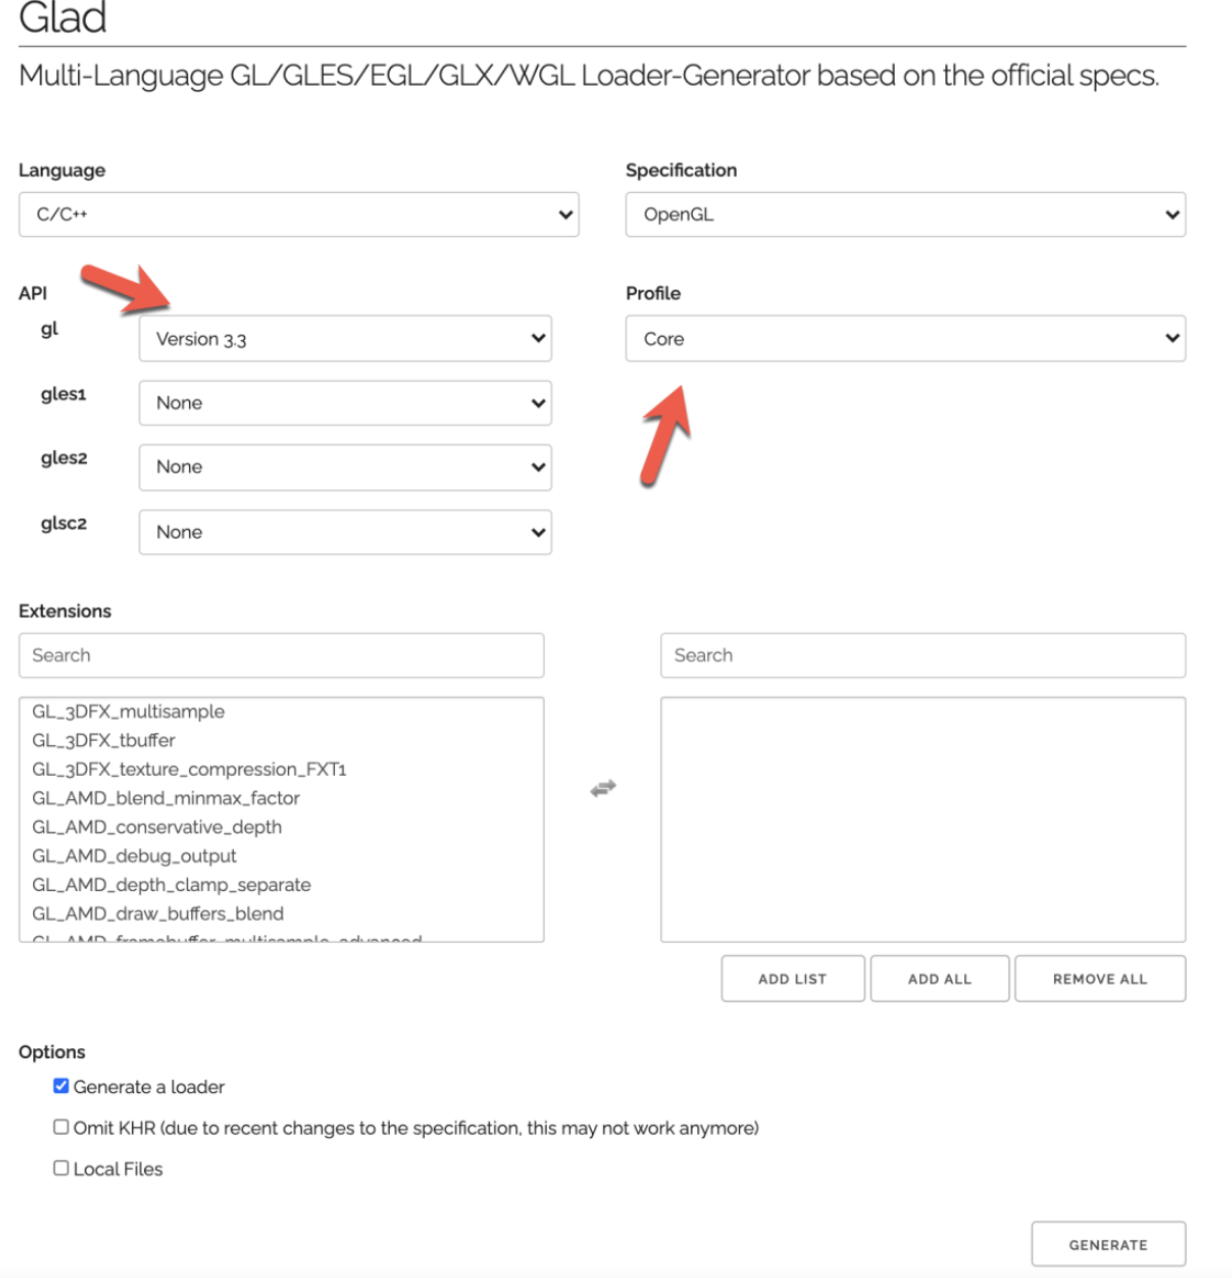 Glad
Multi-Language GL/GLES/EGL/GLX/WGL Loader-Generator based on the official specs.
Language
Specification
C/C++
OpenGL
API
Profile
gl
Version 3.3
Core
gles1
None
gles2
None
glsc2
None
Extensions
Search
Search
GL_3DFX_multisample
GL_3DFX_tbuffer
GL_3DFX_texture_compression_FXT1
GL_AMD_blend_minmax_factor
GL_AMD_conservative_depth
GL_AMD_debug_output
GL_AMD_depth_clamp_separate
GL_AMD_draw_buffers_blend
GL_AMD_framebuffer_multisample_advanced
ADD LIST
ADD ALL
REMOVE ALL
Options
Generate a loader
Omit KHR (due to recent changes to the specification, this may not work anymore)
Local Files
GENERATE